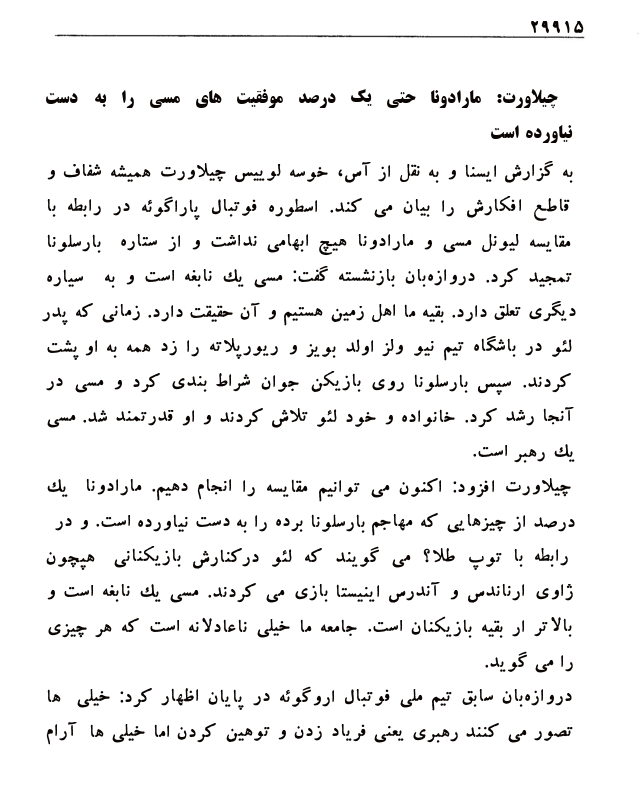 ۲۹۹۱۵
چیلاورت: مارادونا حتی یک درصد موفقیت های مسی را به دست
نیاورده است
به گزارش ایسنا و به نقل از آس، خوسه لوییس چیلاورت همیشه شفاف و
قاطع افکارش را بیان می کند. اسطوره فوتبال پاراگوئه در رابطه با
مقایسه لیونل مسی و مارادونا هیچ ابهامی نداشت و از ستاره بارسلونا
تمجید کرد. دروازه‌بان بازنشسته گفت: مسی یك نابغه است و به سیاره
دیگری تعلق دارد. بقیه ما اهل زمین هستیم و آن حقیقت دارد. زمانی که پدر
لئو در باشگاه تیم نیو ولز اولد بویز و ریورپلاته را زد همه به او پشت
کردند. سپس بارسلونا روی بازیکن جوان شراط بندی کرد و مسی در
آنجا رشد کرد. خانواده و خود لئو تلاش کردند و او قدرتمند شد. مسی
یك رهبر است.
چیلاورت افزود: اکنون می توانیم مقایسه را انجام دهیم. مارادونا یك
درصد از چیزهایی که مهاجم بارسلونا برده را به دست نیاورده است. و در
رابطه با توپ طلا؟ می گویند که لئو درکنارش بازیکنانی هپچون
ژاوی ارناندس و آندرس اینیستا بازی می کردند. مسی یك نابغه است و
بالاتر ار بقیه بازیکنان است. جامعه ما خیلی ناعادلانه است که هر چیزی
را می گوید.
دروازه‌بان سابق تیم ملی فوتبال اروگوئه در پایان اظهار کرد: خیلی ها
تصور می کنند رهبری یعنی فریاد زدن و توهین کردن اما خیلی ها آرام